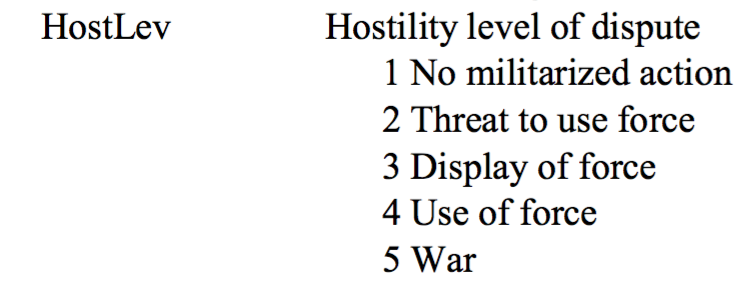 HostLev Hostility level of dispute
1 No militarized action
2 Threat to use force
3 Display of force
4 Use of force
5 War